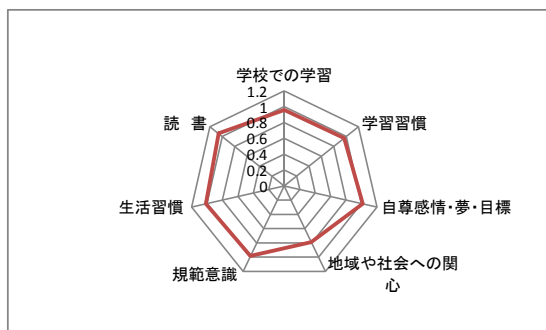 学校での学習
1.2
1
0.8
0.6
0.4
0.2
0
学習習慣
自尊感情・夢・目標
地域や社会への関
心
規範意識
生活習慣
読 書